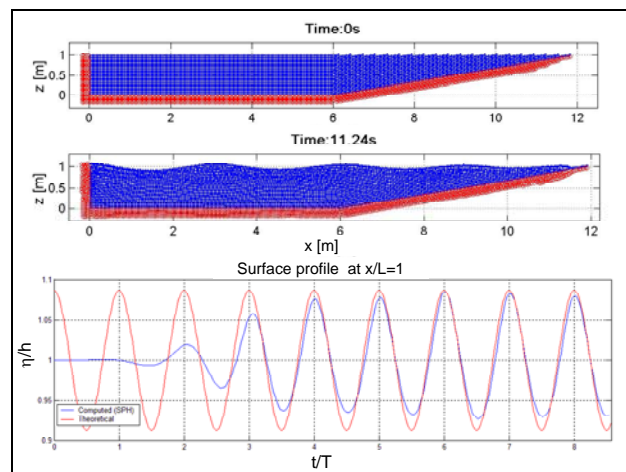 Time:0s
z [m]
1
0.5
0
0 2 4 6 8 10 12
Time:11.24s
z [m]
1
0.5
0
0 2 4 6 8 10 12
x [m]
Surface profile at x/L=1
η/h
1.1
1.05
1
0.95
0.9
Computed (SPH)
Theoretical
0 1 2 3 4 5 6 7 8
t/T